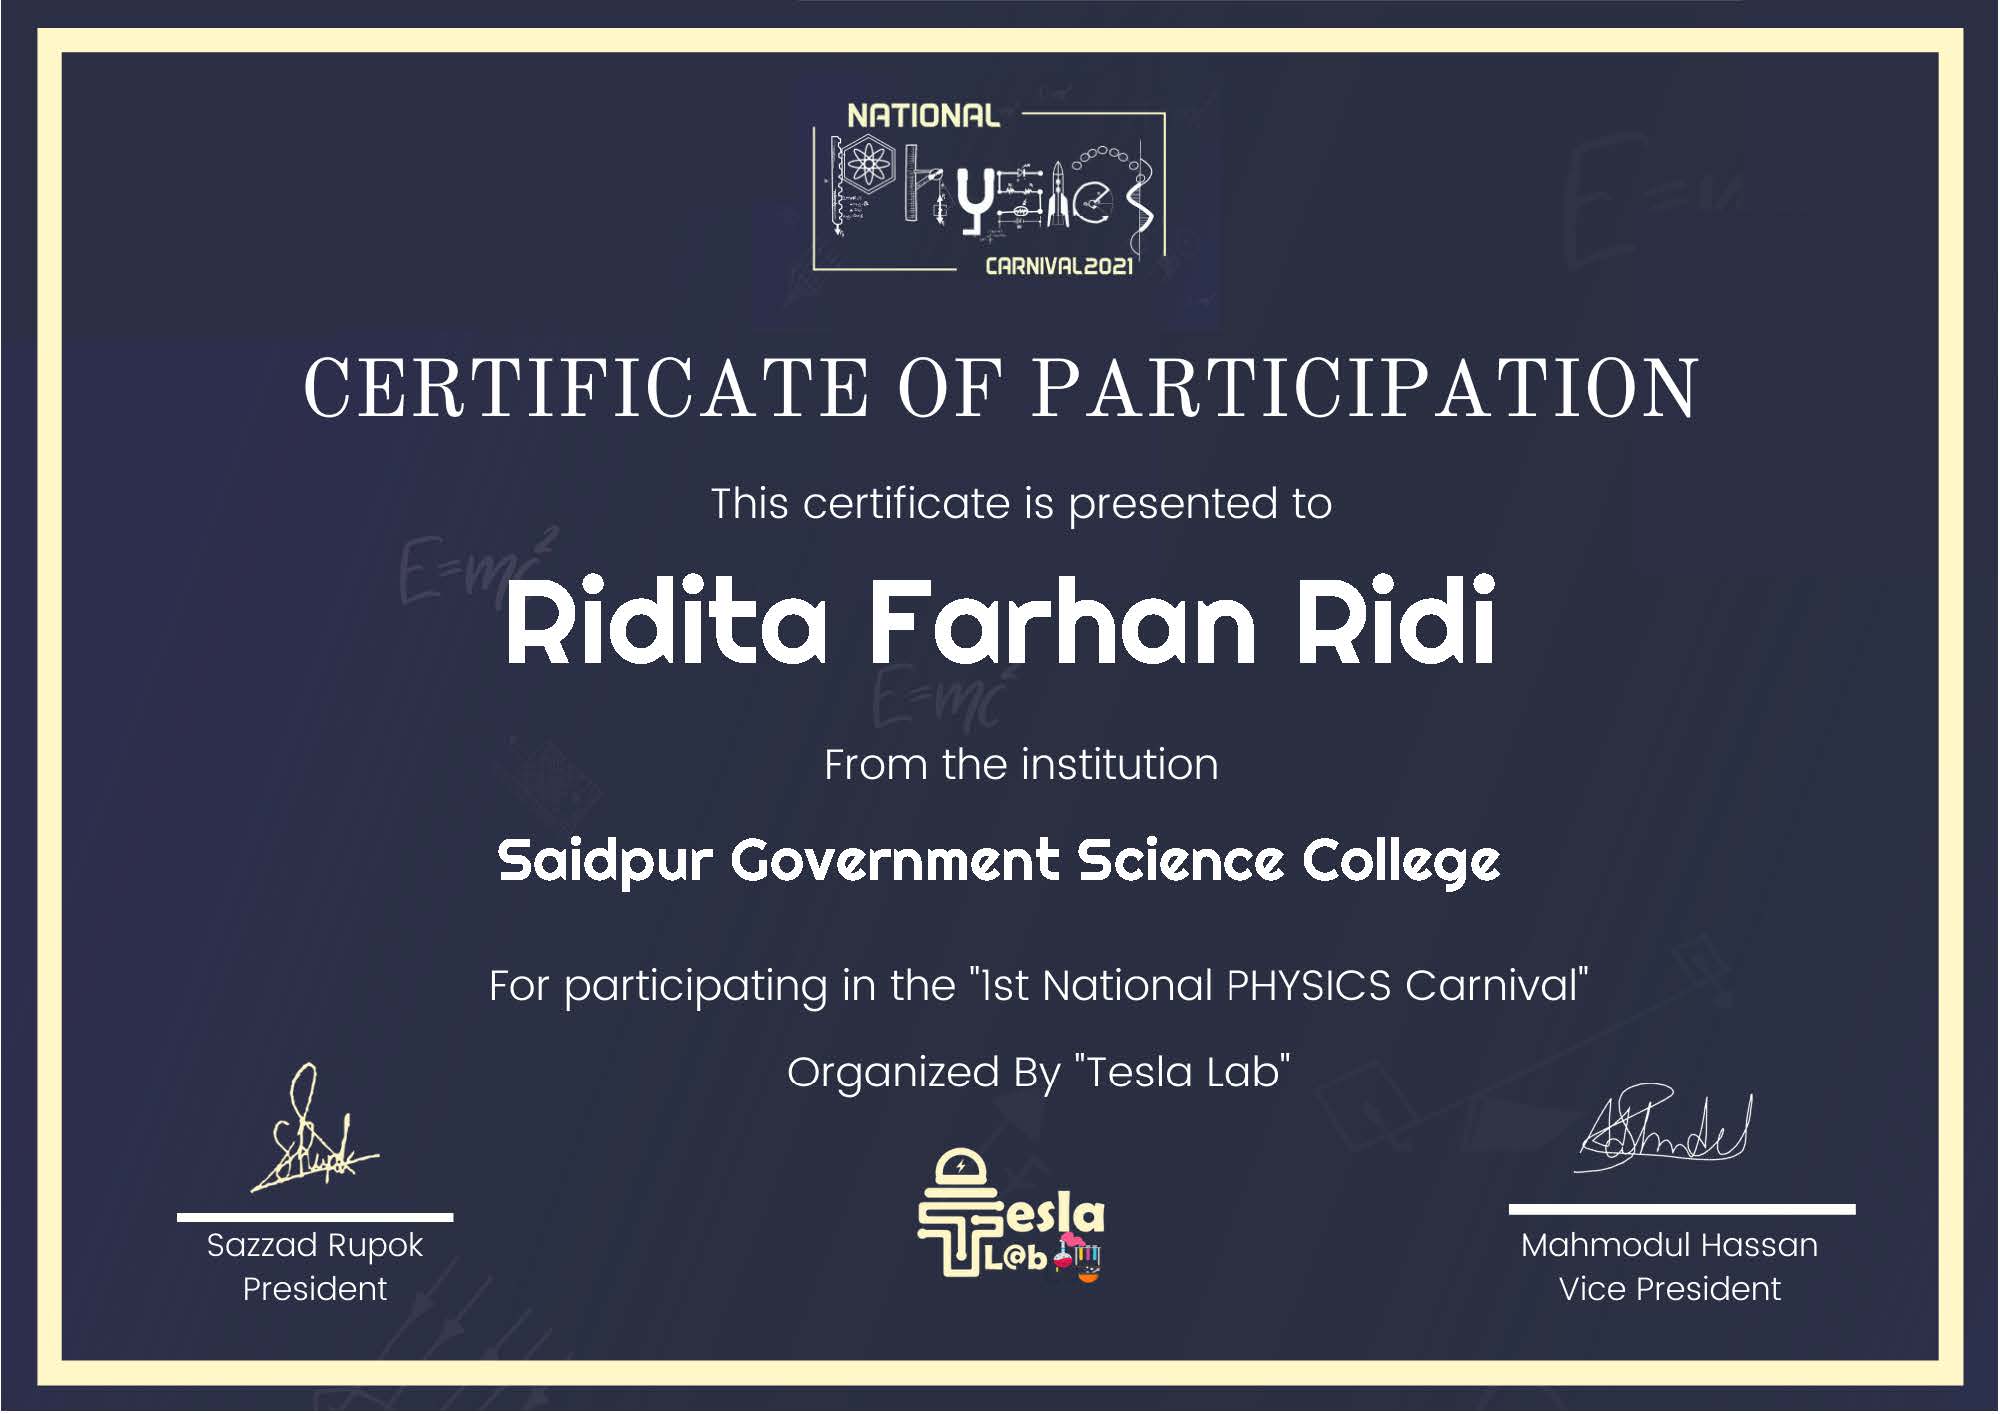 NATIONAL
Physics
CARNIVAL2021
CERTIFICATE OF PARTICIPATION
This certificate is presented to
E=mc²
Ridita Farhan Ridi
E=mc²
From the institution
Saidpur Government Science College
For participating in the "1st National PHYSICS Carnival"
Organized By "Tesla Lab"
Tesla
L@b
Sazzad Rupok
President
Mahmodul Hassan
Vice President